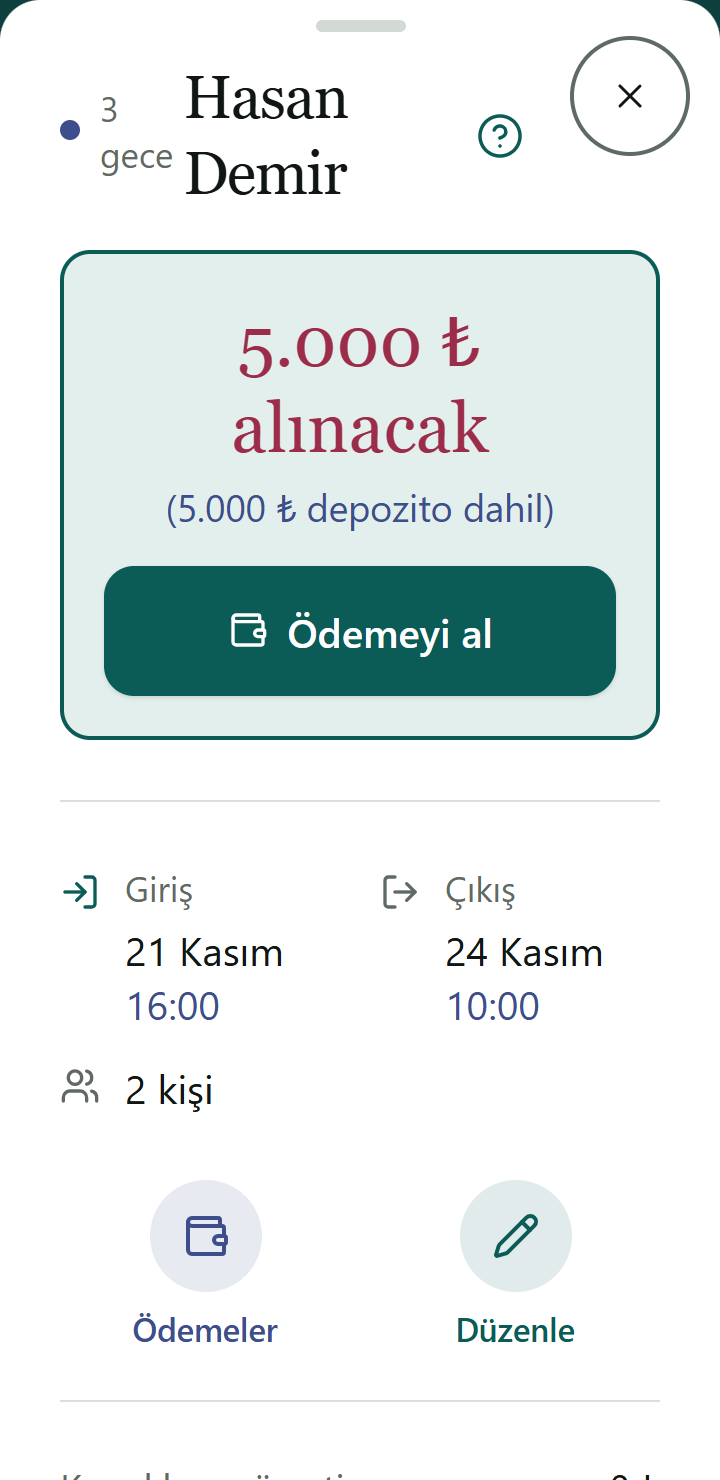 3 gece
Hasan Demir
5.000 ₺
alınacak
(5.000 ₺ depozito dahil)
Ödemeyi al
Giriş
21 Kasım
16:00
Çıkış
24 Kasım
10:00
2 kişi
Ödemeler
Düzenle